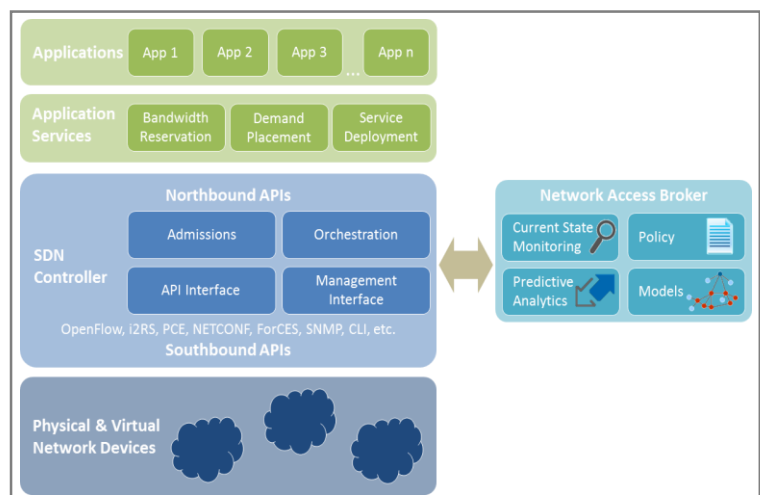 Applications
App 1
App 2
App 3
...
App n
Application
Services
Bandwidth
Reservation
Demand
Placement
Service
Deployment
Northbound APIs
SDN
Controller
Admissions
Orchestration
API Interface
Management
Interface
OpenFlow, i2RS, PCE, NETCONF, ForCES, SNMP, CLI, etc.
Southbound APIs
Network Access Broker
Current State
Monitoring
Policy
Predictive
Analytics
Models
Physical & Virtual
Network Devices